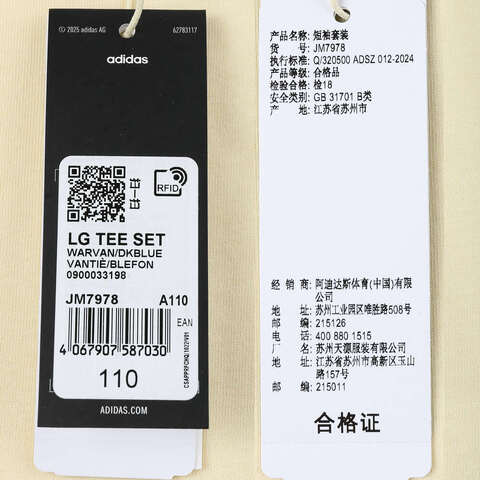 © 2025 adidas AG
62783117
adidas
RFID
LG TEE SET
WARVAN/DKBLUE
VANTIÈ/BLEFON
0900033198
JM7978 A110
EAN
4 067907 587030
110
ADIDAS.COM
产品名称: 短袖套装
货 号: JM7978
执行标准: Q/320500 ADSZ 012-2024
产品等级: 合格品
检验合格: 检18
安全类别: GB 31701 B类
产 地: 江苏省苏州市
经 销 商: 阿迪达斯体育(中国)有限
公司
地 址: 苏州工业园区唯胜路508号
邮 编: 215126
电 话: 400 880 1515
厂 名: 苏州天源服装有限公司
地 址: 江苏省苏州市高新区玉山
路157号
邮 编: 215011
合格证